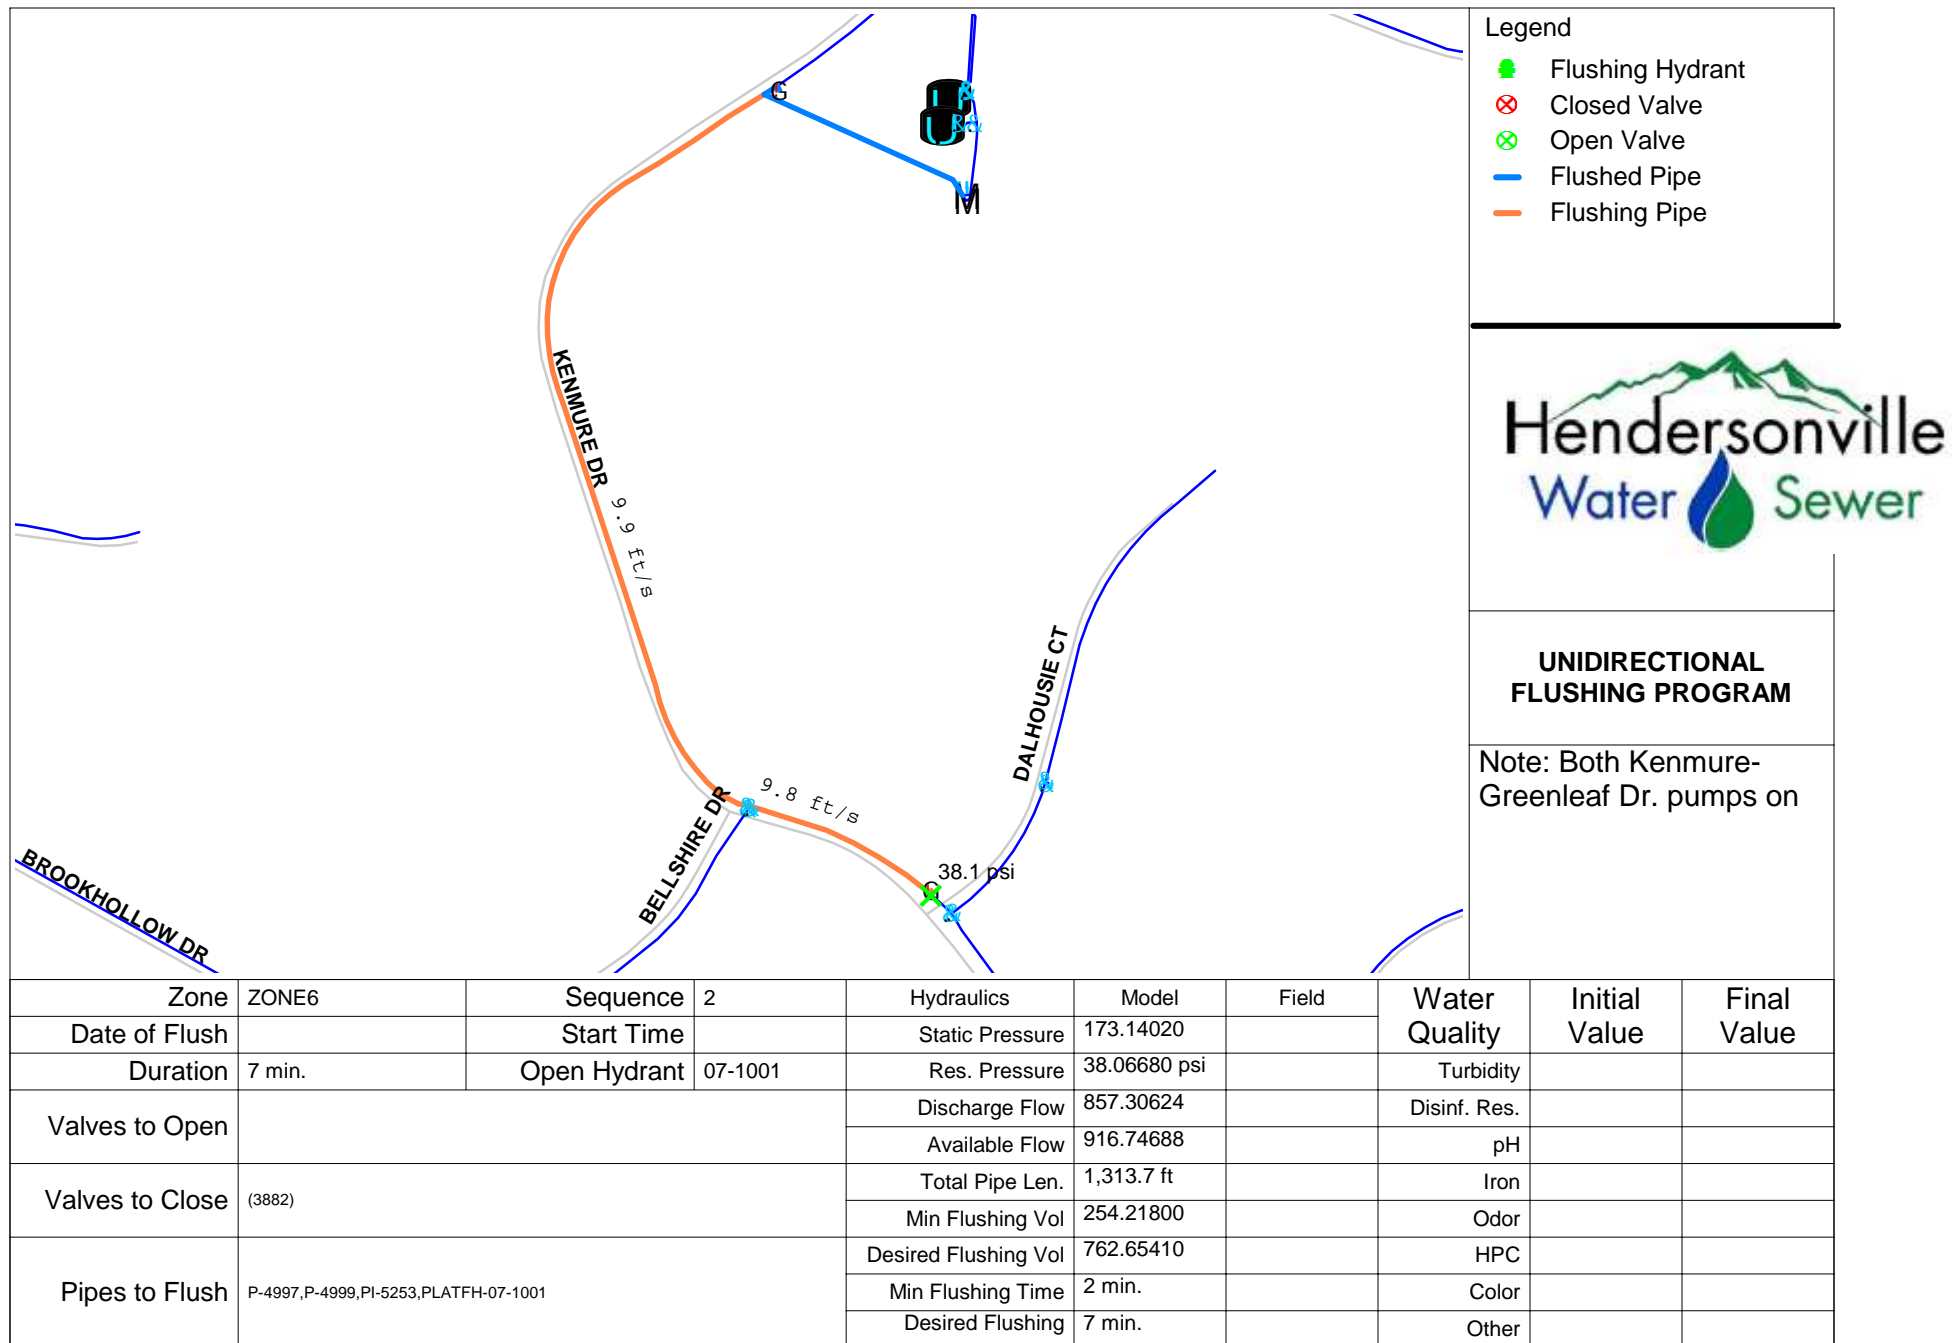 Legend
Flushing Hydrant
Closed Valve
Open Valve
Flushed Pipe
Flushing Pipe
Hendersonville
Water Sewer
UNIDIRECTIONAL
FLUSHING PROGRAM
Note: Both Kenmure-
Greenleaf Dr. pumps on
G
M
KENMURE DR
9.9 ft/s
DALHOUSIE CT
9.8 ft/s
BELLSHIRE DR
38.1 psi
BROOKHOLLOW DR
Zone ZONE6 Sequence 2 Hydraulics Model Field Water Quality Initial Value Final Value
Date of Flush Start Time Static Pressure 173.14020
Duration 7 min. Open Hydrant 07-1001 Res. Pressure 38.06680 psi Turbidity
Valves to Open Discharge Flow 857.30624 Disinf. Res.
Available Flow 916.74688 pH
Valves to Close (3882) Total Pipe Len. 1,313.7 ft Iron
Min Flushing Vol 254.21800 Odor
Pipes to Flush P-4997,P-4999,PI-5253,PLATFH-07-1001 Desired Flushing Vol 762.65410 HPC
Min Flushing Time 2 min. Color
Desired Flushing 7 min. Other